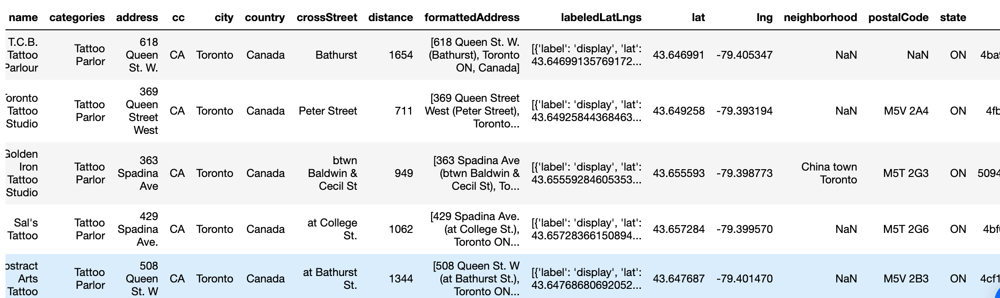 name categories address cc city country crossStreet distance formattedAddress labeledLatLngs lat lng neighborhood postalCode state
T.C.B. Tattoo Parlour Tattoo Parlor 618 Queen St. W. CA Toronto Canada Bathurst 1654 [618 Queen St. W. (Bathurst), Toronto ON, Canada] [{'label': 'display', 'lat': 43.64699135769172... 43.646991 -79.405347 NaN NaN ON 4ba
Toronto Tattoo Studio Tattoo Parlor 369 Queen Street West CA Toronto Canada Peter Street 711 [369 Queen Street West (Peter Street), Toronto... [{'label': 'display', 'lat': 43.64925844368463... 43.649258 -79.393194 NaN M5V 2A4 ON 4fb
Golden Iron Tattoo Studio Tattoo Parlor 363 Spadina Ave CA Toronto Canada btwn Baldwin & Cecil St 949 [363 Spadina Ave (btwn Baldwin & Cecil St), To... [{'label': 'display', 'lat': 43.65559284605353... 43.655593 -79.398773 China town Toronto M5T 2G3 ON 5094
Sal's Tattoo Tattoo Parlor 429 Spadina Ave. CA Toronto Canada at College St. 1062 [429 Spadina Ave. (at College St.), Toronto ON... [{'label': 'display', 'lat': 43.65728366150894... 43.657284 -79.399570 NaN M5T 2G6 ON 4bf
bstract Arts Tattoo Tattoo Parlor 508 Queen St. W CA Toronto Canada at Bathurst St. 1344 [508 Queen St. W (at Bathurst St.), Toronto ON... [{'label': 'display', 'lat': 43.64768680692052... 43.647687 -79.401470 NaN M5V 2B3 ON 4cf1